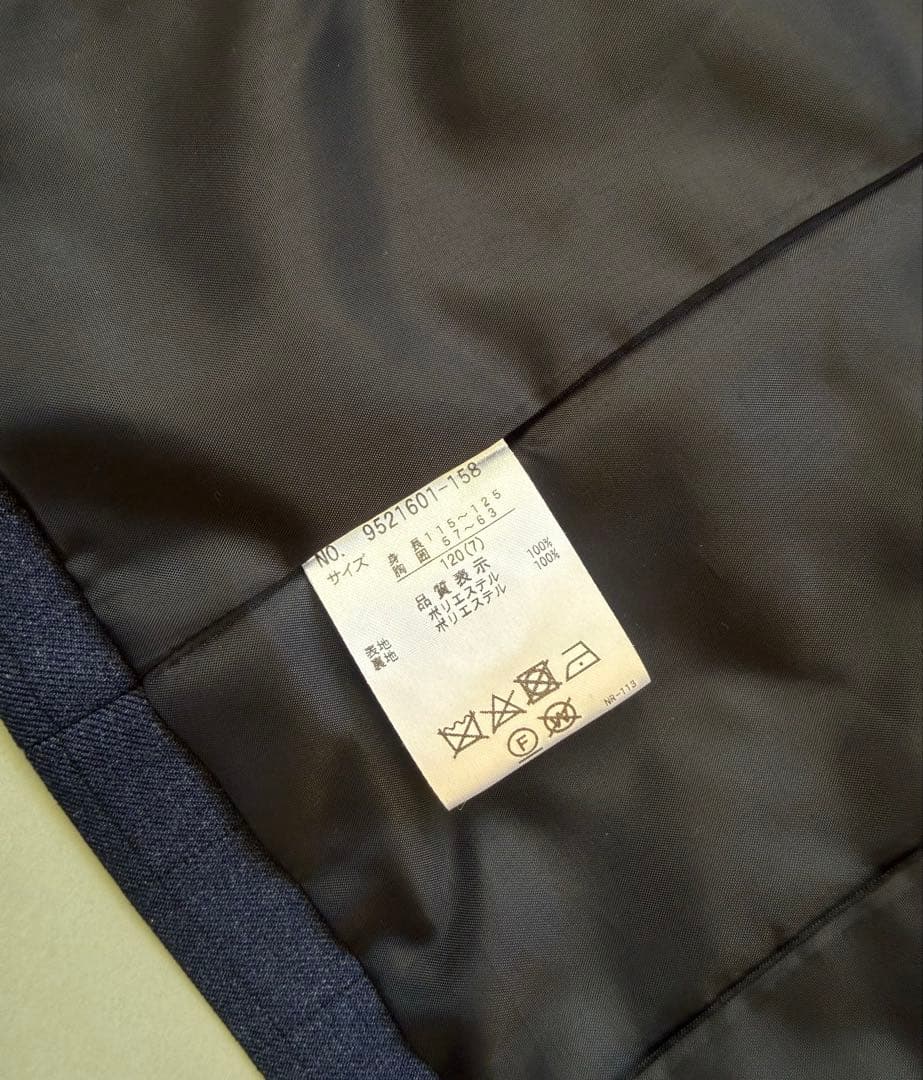 NO. 9521601-158
サイズ 身長 115～125
胸囲 57～63
120(7)
品質表示
表地 ポリエステル 100%
裏地 ポリエステル 100%
F W
NR-113